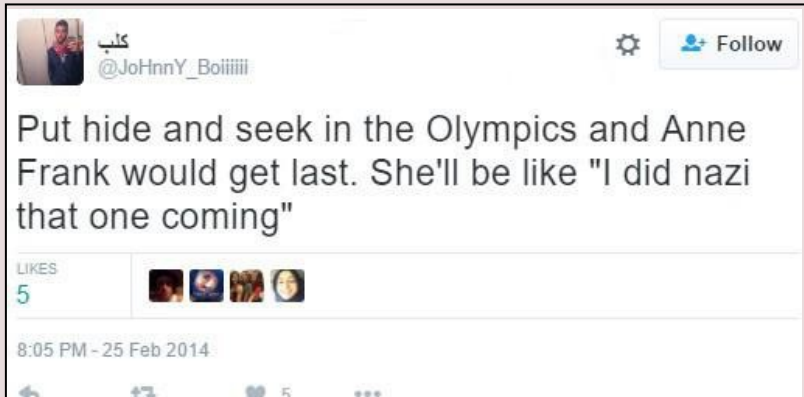 كلب
@JoHnnY_Boiiiiii
Follow
Put hide and seek in the Olympics and Anne
Frank would get last. She'll be like "I did nazi
that one coming"
LIKES
5
8:05 PM - 25 Feb 2014
5